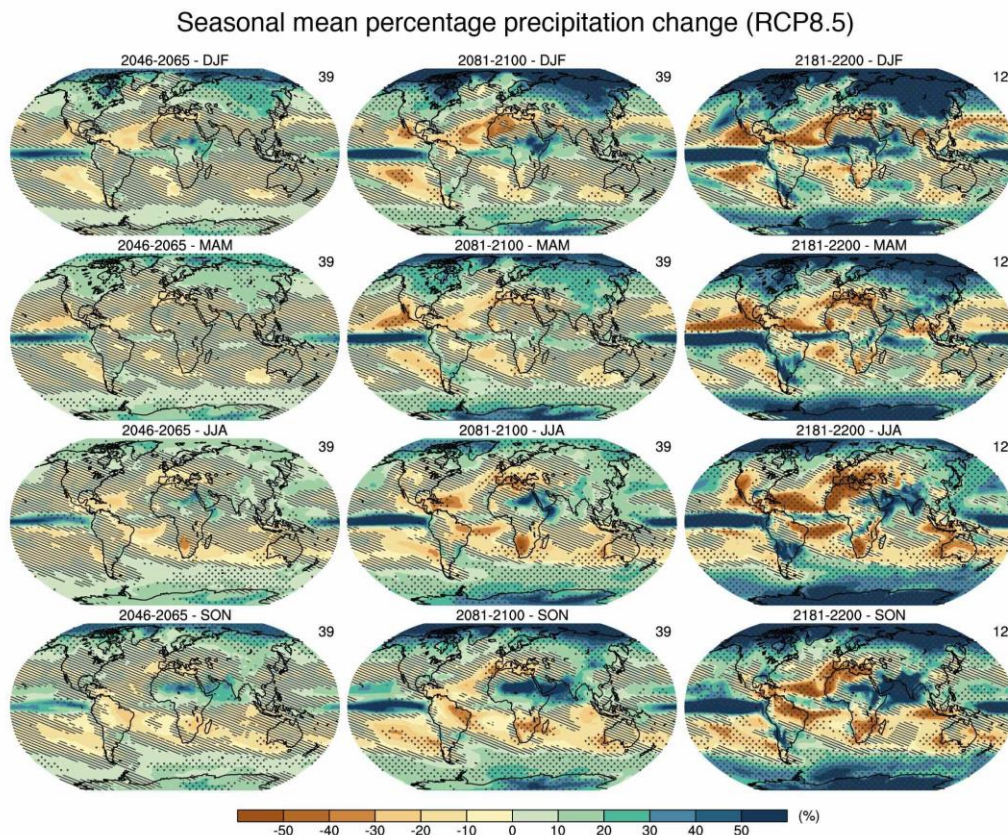 Seasonal mean percentage precipitation change (RCP8.5)
2046-2065 - DJF
39
2081-2100 - DJF
39
2181-2200 - DJF
12
2046-2065 - MAM
39
2081-2100 - MAM
39
2181-2200 - MAM
12
2046-2065 - JJA
39
2081-2100 - JJA
39
2181-2200 - JJA
12
2046-2065 - SON
39
2081-2100 - SON
39
2181-2200 - SON
12
-50 -40 -30 -20 -10 0 10 20 30 40 50 (%)